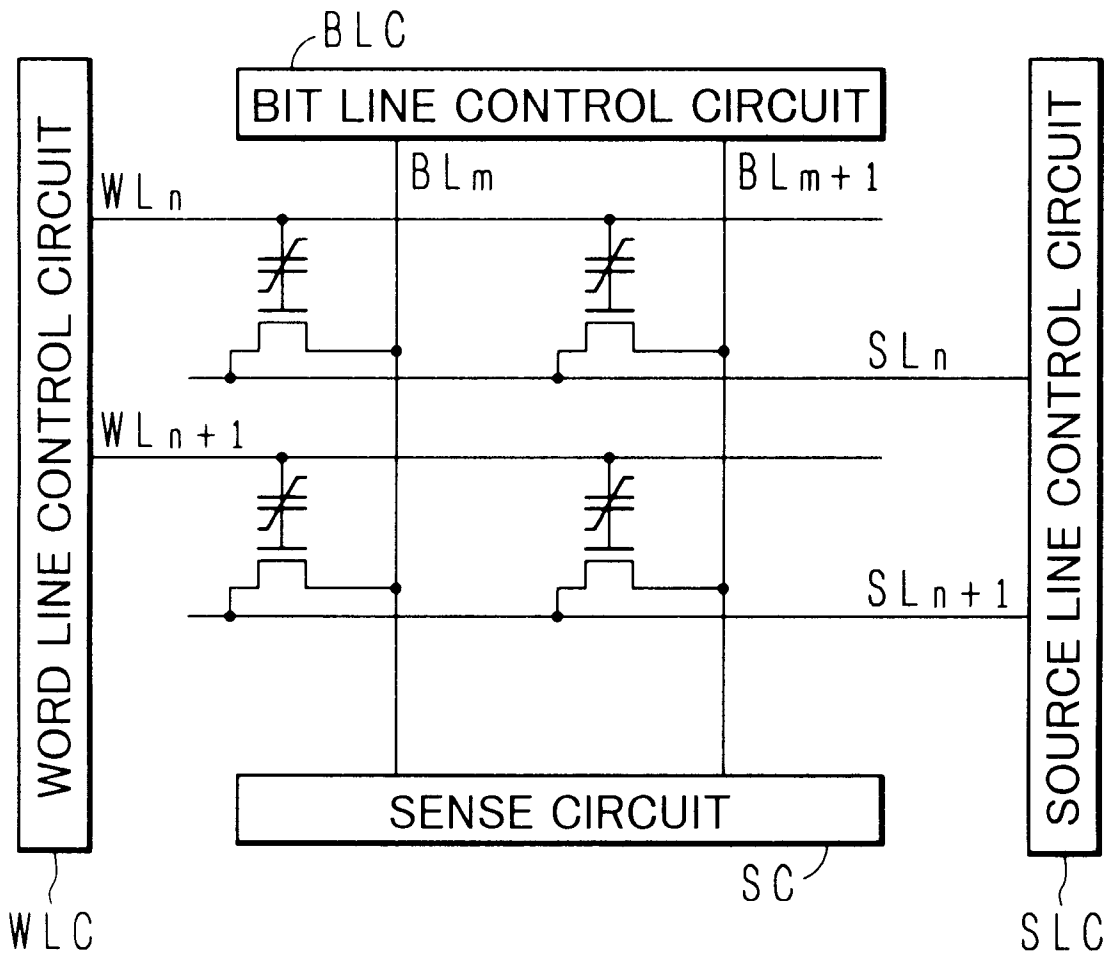 BLC
BIT LINE CONTROL CIRCUIT
WORD LINE CONTROL CIRCUIT
SOURCE LINE CONTROL CIRCUIT
BLm
BLm+1
WLn
SLn
WLn+1
SLn+1
SENSE CIRCUIT
SC
WLC
SLC